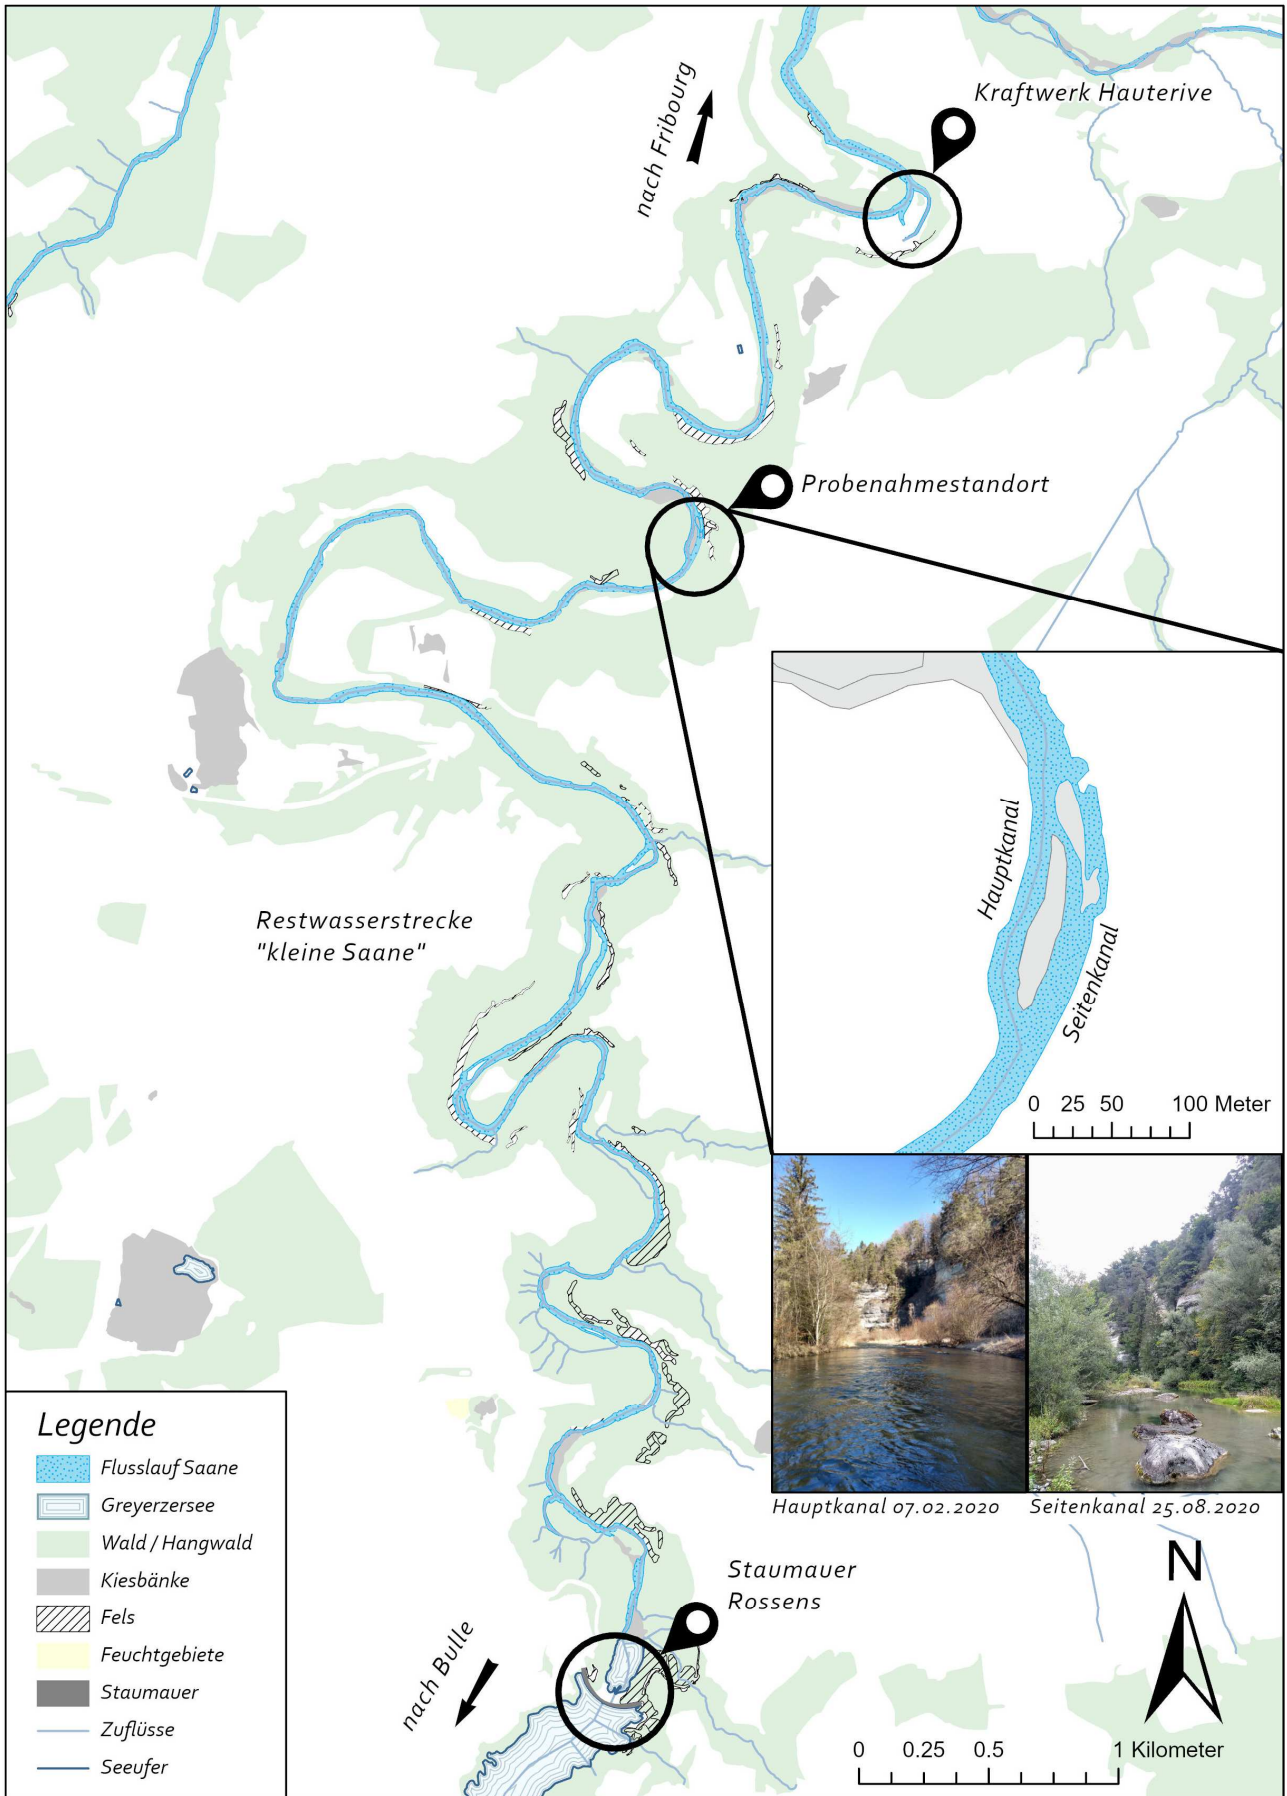 Kraftwerk Hauterive
nach Fribourg
Probenahmestandort
Hauptkanal
Seitenkanal
0 25 50 100 Meter
Restwasserstrecke
"kleine Saane"
Hauptkanal 07.02.2020
Seitenkanal 25.08.2020
Staumauer
Rossens
nach Bulle
N
0 0.25 0.5 1 Kilometer
Legende
Flusslauf Saane
Greyerzersee
Wald / Hangwald
Kiesbänke
Fels
Feuchtgebiete
Staumauer
Zuflüsse
Seeufer